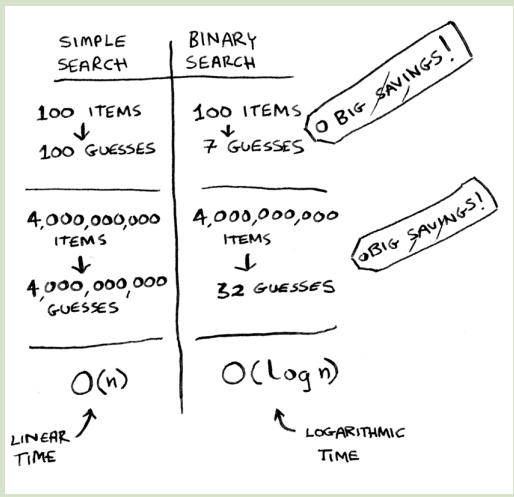 SIMPLE
SEARCH
BINARY
SEARCH
100 ITEMS
100 GUESSES
100 ITEMS
7 GUESSES
BIG SAVINGS!
4,000,000,000
ITEMS
4,000,000,000
GUESSES
4,000,000,000
ITEMS
32 GUESSES
BIG SAVINGS!
O(n)
O(log n)
LINEAR
TIME
LOGARITHMIC
TIME